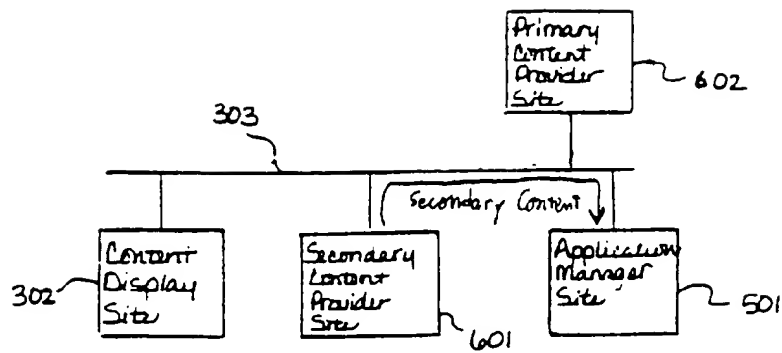 Primary
Content
Provider
Site
602
303
Secondary Content
Content
Display
Site
302
Secondary
Content
Provider
Site
601
Application
Manager
Site
501